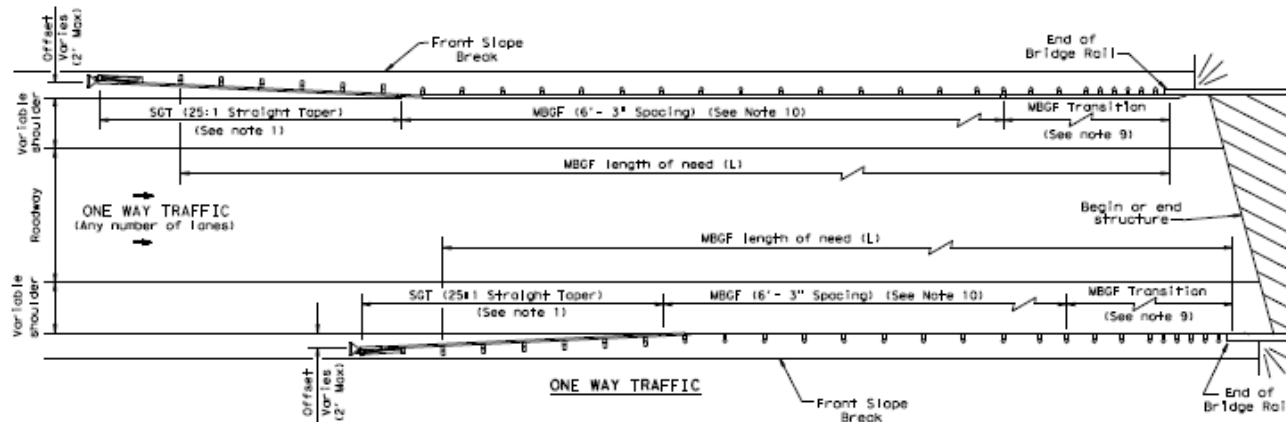 Offset
Varies
(2' Max)
Front Slope
Break
End of
Bridge Rail
Variable
shoulder
SGT (25:1 Straight Taper)
(See note 1)
MBGF (6'- 3" Spacing) (See Note 10)
MBGF Transition
(See note 9)
MBGF length of need (L)
Roadway
ONE WAY TRAFFIC
(Any number of lanes)
Begin or end
structure
MBGF length of need (L)
Variable
shoulder
SGT (25:1 Straight Taper)
(See note 1)
MBGF (6'- 3" Spacing) (See Note 10)
MBGF Transition
(See note 9)
Offset
Varies
(2' Max)
ONE WAY TRAFFIC
Front Slope
Break
End of
Bridge Rail